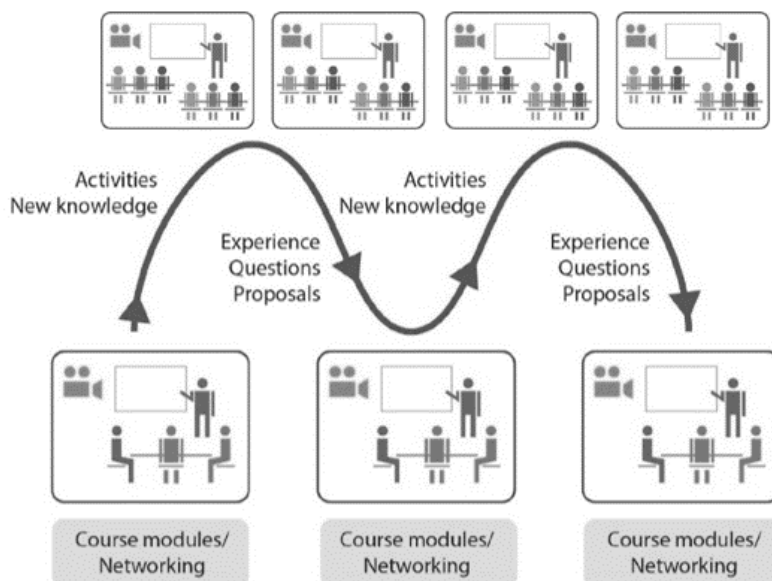 Activities
New knowledge
Activities
New knowledge
Experience
Questions
Proposals
Experience
Questions
Proposals
Course modules/
Networking
Course modules/
Networking
Course modules/
Networking